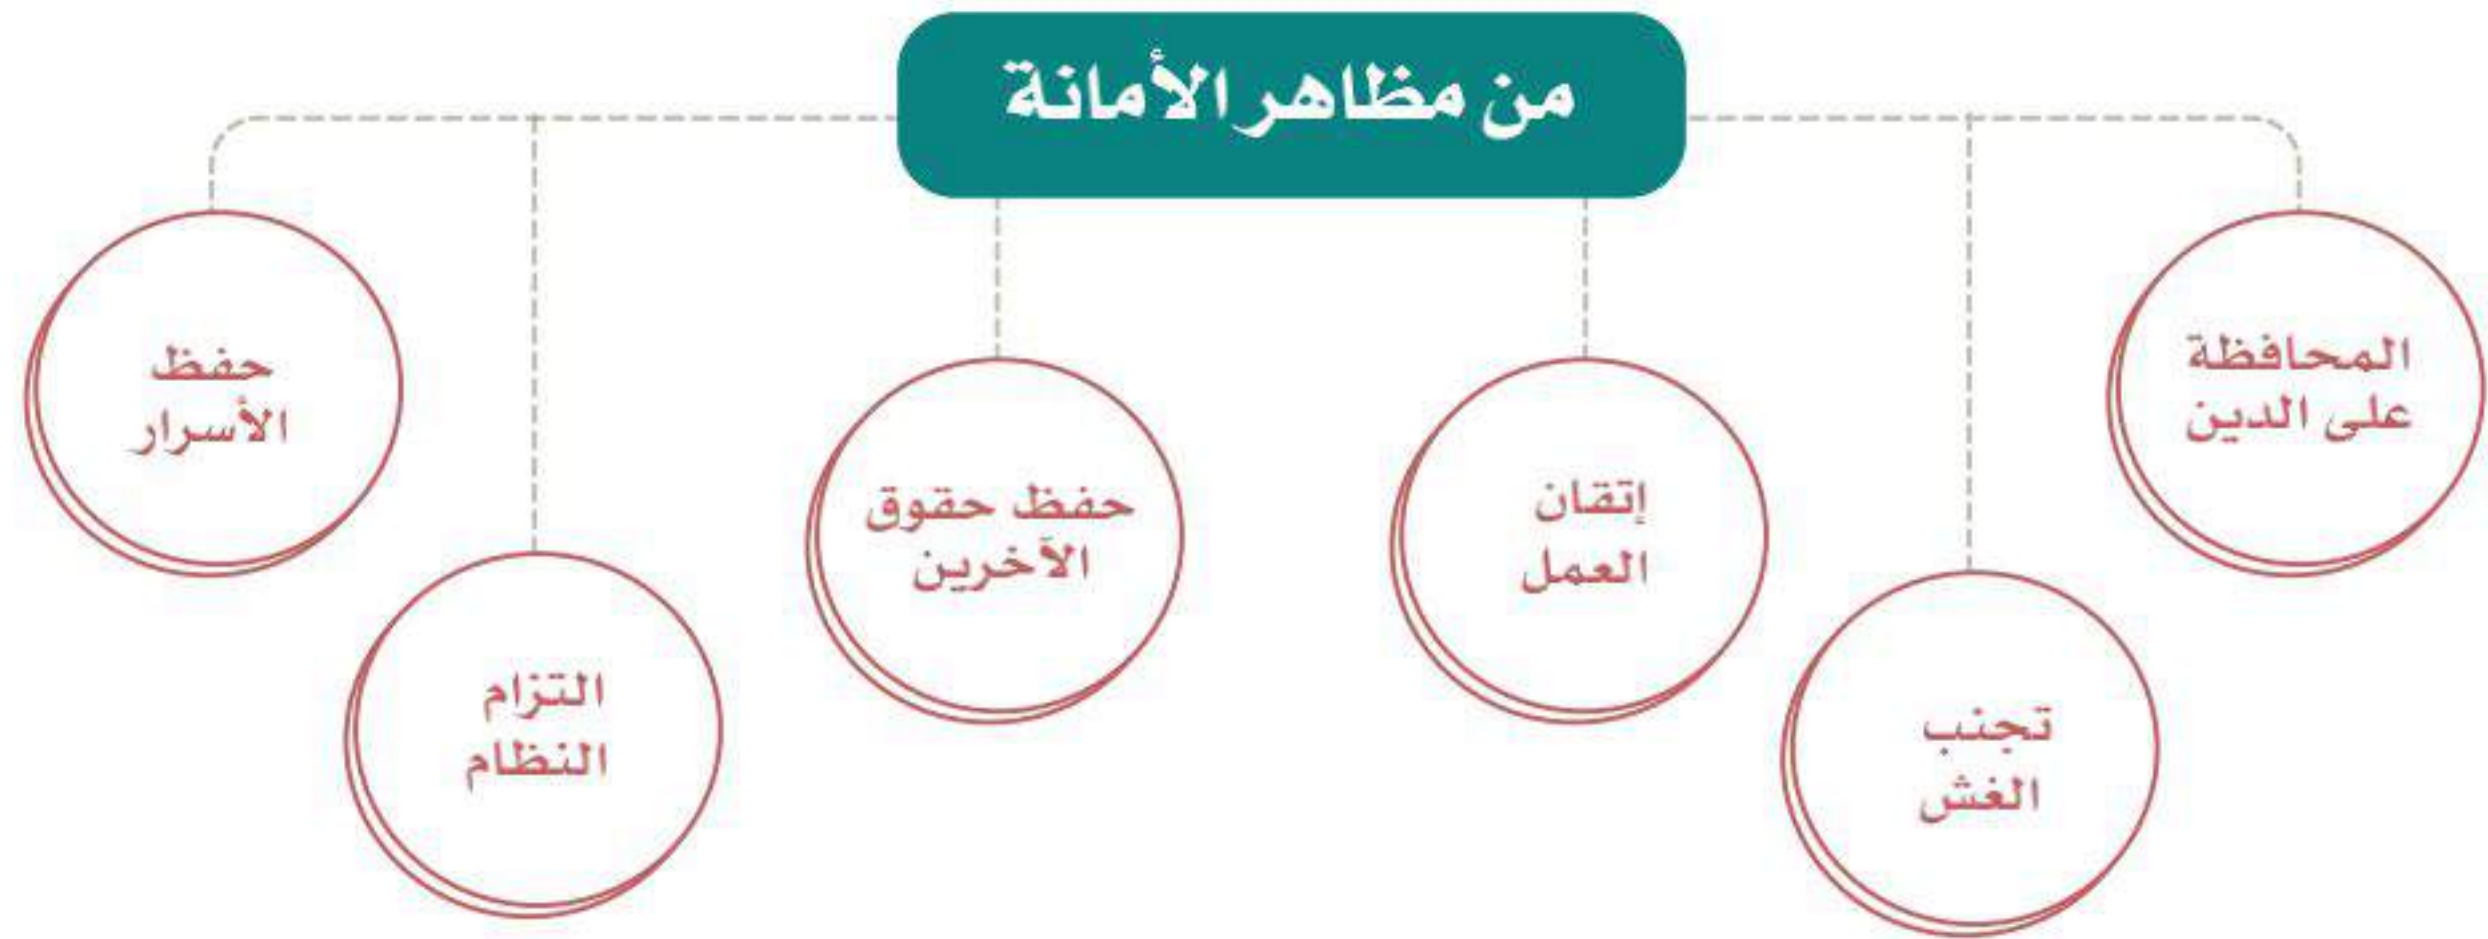 من مظاهر الأمانة
المحافظة
على الدين
تجنب
الغش
إتقان
العمل
حفظ حقوق
الآخرين
التزام
النظام
حفظ
الأسرار